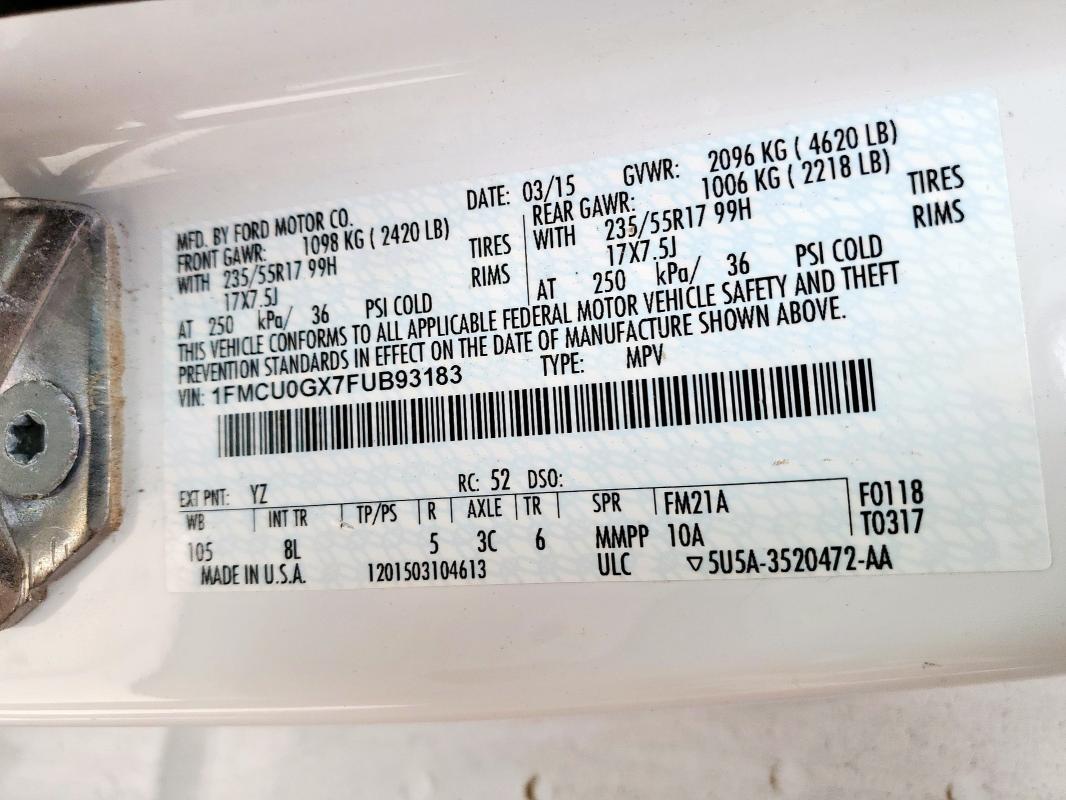 MFD. BY FORD MOTOR CO. DATE: 03/15 GVWR: 2096 KG ( 4620 LB)
FRONT GAWR: 1098 KG ( 2420 LB) REAR GAWR: 1006 KG ( 2218 LB)
WITH 235/55R17 99H TIRES WITH 235/55R17 99H TIRES
17X7.5J RIMS 17X7.5J RIMS
AT 250 kPa/ 36 PSI COLD AT 250 kPa/ 36 PSI COLD
THIS VEHICLE CONFORMS TO ALL APPLICABLE FEDERAL MOTOR VEHICLE SAFETY AND THEFT
PREVENTION STANDARDS IN EFFECT ON THE DATE OF MANUFACTURE SHOWN ABOVE.
VIN: 1FMCU0GX7FUB93183 TYPE: MPV
EXT PNT: YZ RC: 52 DSO:
WB INT TR TP/PS R AXLE TR SPR FM21A F0118
105 8L 5 3C 6 MMPP 10A T0317
MADE IN U.S.A. 1201503104613 ULC ▽5U5A-3520472-AA